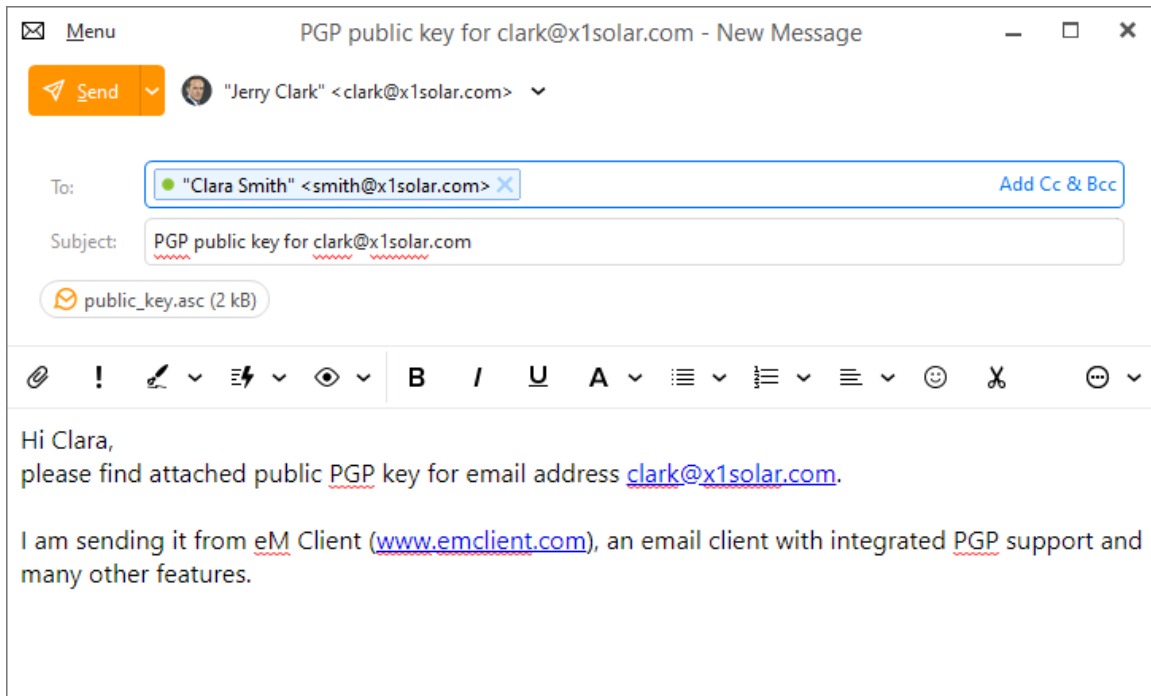 Menu
PGP public key for clark@x1solar.com - New Message
Send
"Jerry Clark" <clark@x1solar.com>
To:
"Clara Smith" <smith@x1solar.com>
Add Cc & Bcc
Subject:
PGP public key for clark@x1solar.com
public_key.asc (2 kB)
B I U A
Hi Clara,
please find attached public PGP key for email address clark@x1solar.com.
I am sending it from eM Client (www.emclient.com), an email client with integrated PGP support and
many other features.